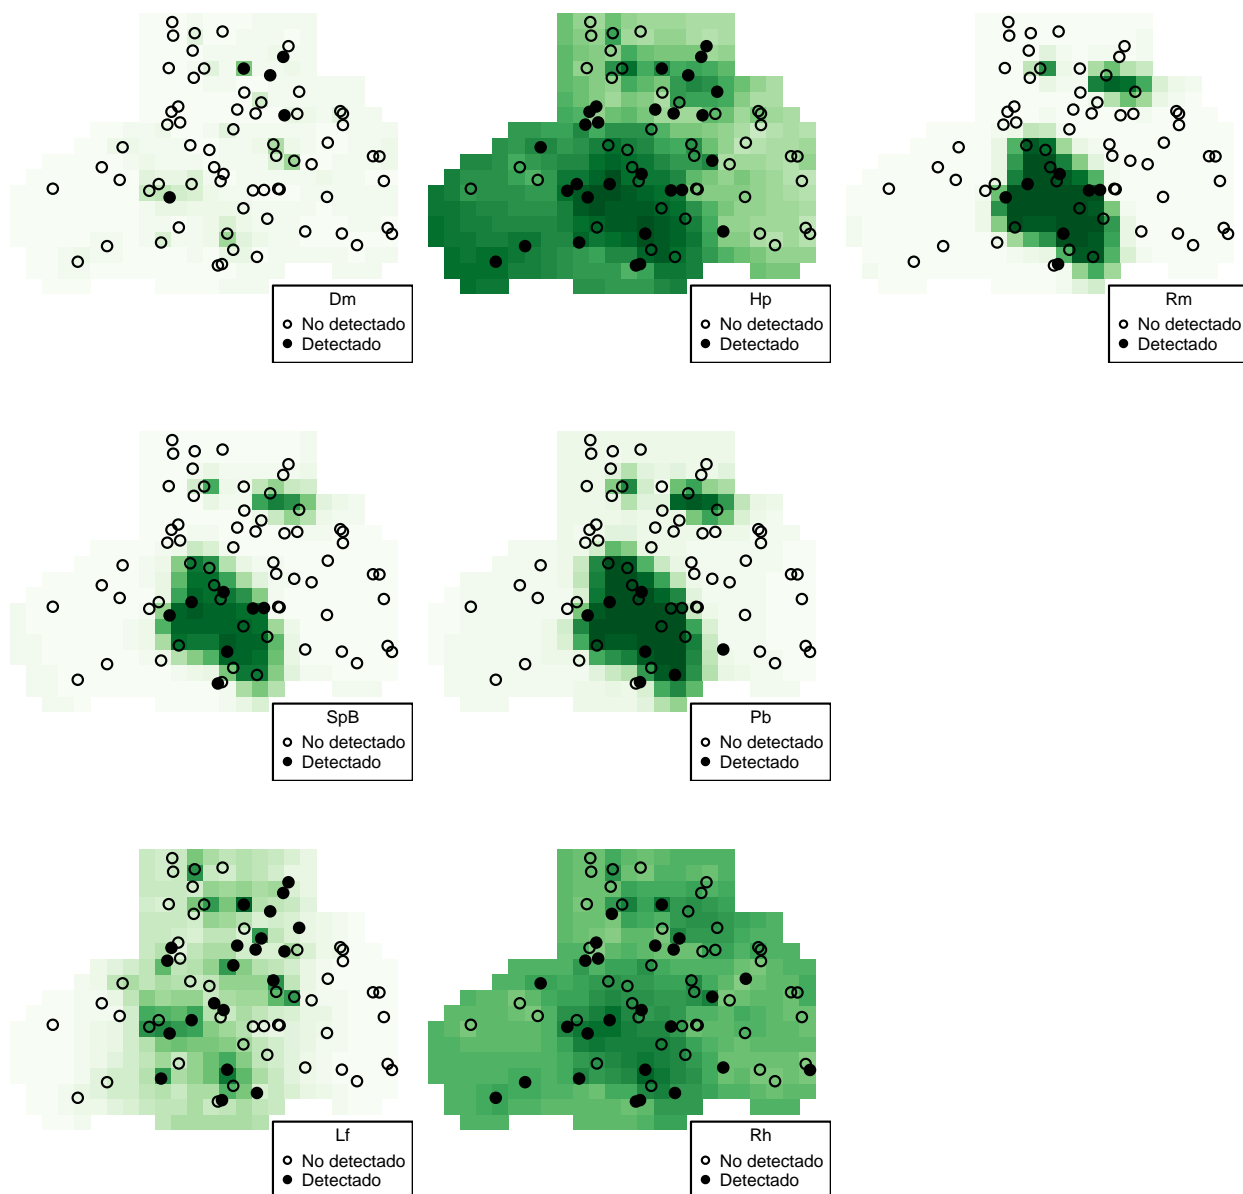 Dm
No detectado
Detectado
Hp
No detectado
Detectado
Rm
No detectado
Detectado
SpB
No detectado
Detectado
Pb
No detectado
Detectado
Lf
No detectado
Detectado
Rh
No detectado
Detectado